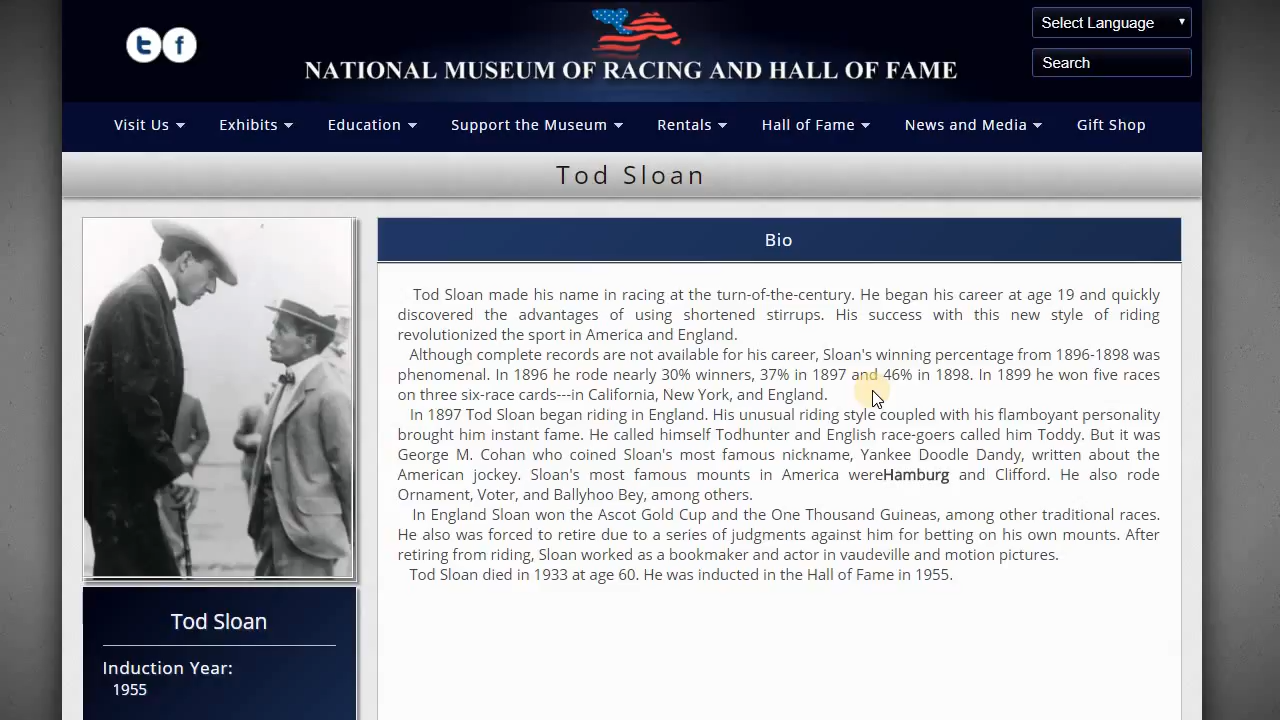 Select Language
Search
NATIONAL MUSEUM OF RACING AND HALL OF FAME
Visit Us Exhibits Education Support the Museum Rentals Hall of Fame News and Media Gift Shop
Tod Sloan
Bio
Tod Sloan made his name in racing at the turn-of-the-century. He began his career at age 19 and quickly
discovered the advantages of using shortened stirrups. His success with this new style of riding
revolutionized the sport in America and England.
Although complete records are not available for his career, Sloan's winning percentage from 1896-1898 was
phenomenal. In 1896 he rode nearly 30% winners, 37% in 1897 and 46% in 1898. In 1899 he won five races
on three six-race cards---in California, New York, and England.
In 1897 Tod Sloan began riding in England. His unusual riding style coupled with his flamboyant personality
brought him instant fame. He called himself Todhunter and English race-goers called him Toddy. But it was
George M. Cohan who coined Sloan's most famous nickname, Yankee Doodle Dandy, written about the
American jockey. Sloan's most famous mounts in America wereHamburg and Clifford. He also rode
Ornament, Voter, and Ballyhoo Bey, among others.
In England Sloan won the Ascot Gold Cup and the One Thousand Guineas, among other traditional races.
He also was forced to retire due to a series of judgments against him for betting on his own mounts. After
retiring from riding, Sloan worked as a bookmaker and actor in vaudeville and motion pictures.
Tod Sloan died in 1933 at age 60. He was inducted in the Hall of Fame in 1955.
Tod Sloan
Induction Year:
1955